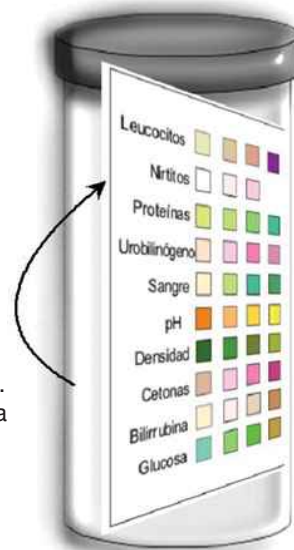 Leucocitos
Nirtitos
Proteínas
Urobilinógeno
Sangre
pH
Densidad
Cetonas
Bilirrubina
Glucosa
.
a